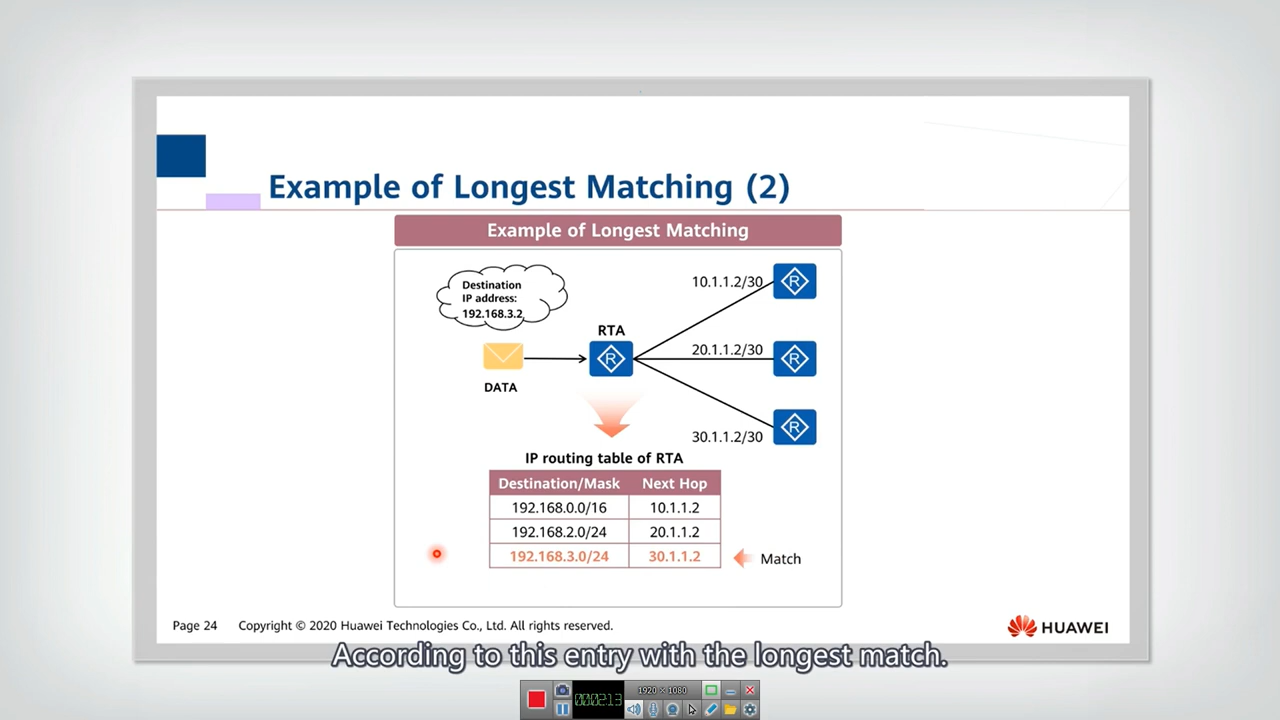 Example of Longest Matching (2)
Example of Longest Matching
Destination
IP address:
192.168.3.2
DATA
RTA
10.1.1.2/30
20.1.1.2/30
30.1.1.2/30
R
R
R
R
IP routing table of RTA
Destination/Mask Next Hop
192.168.0.0/16 10.1.1.2
192.168.2.0/24 20.1.1.2
192.168.3.0/24 30.1.1.2
Match
Page 24 Copyright © 2020 Huawei Technologies Co., Ltd. All rights reserved.
HUAWEI
According to this entry with the longest match.
1920 × 1080